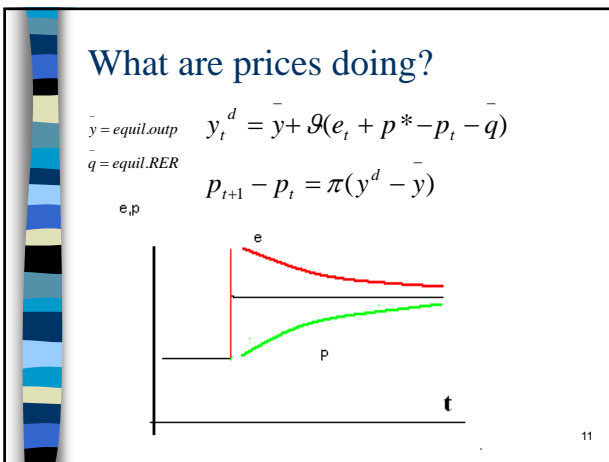 What are prices doing?
ȳ = equil.outp
y_t^d = ȳ + ϑ(e_t + p* − p_t − q̄)
q̄ = equil.RER
p_{t+1} − p_t = π(y^d − ȳ)
e,p
e
P
t
11